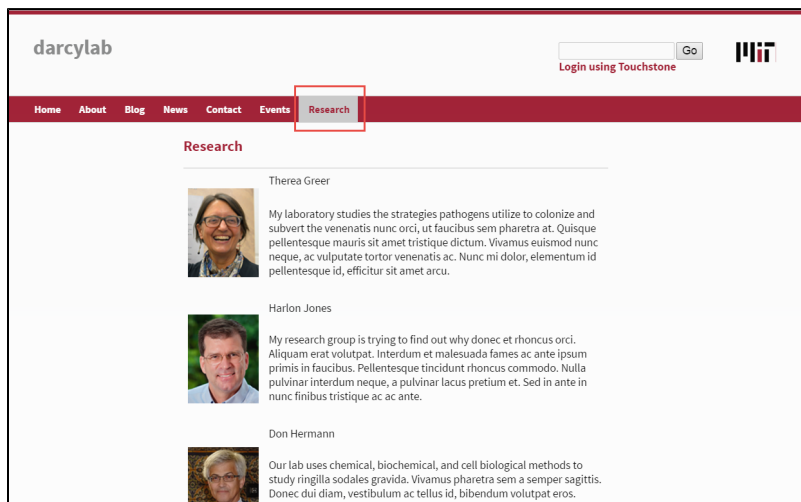 darcylab
Go
Login using Touchstone
MIT
Home About Blog News Contact Events Research
Research
Therea Greer
My laboratory studies the strategies pathogens utilize to colonize and
subvert the venenatis nunc orci, ut faucibus sem pharetra at. Quisque
pellentesque mauris sit amet tristique dictum. Vivamus euismod nunc
neque, ac vulputate tortor venenatis ac. Nunc mi dolor, elementum id
pellentesque id, efficitur sit amet arcu.
Harlon Jones
My research group is trying to find out why donec et rhoncus orci.
Aliquam erat volutpat. Interdum et malesuada fames ac ante ipsum
primis in faucibus. Pellentesque tincidunt rhoncus commodo. Nulla
pulvinar interdum neque, a pulvinar lacus pretium et. Sed in ante in
nunc finibus tristique ac ac ante.
Don Hermann
Our lab uses chemical, biochemical, and cell biological methods to
study ringilla sodales gravida. Vivamus pharetra sem a semper sagittis.
Donec dui diam, vestibulum ac tellus id, bibendum volutpat eros.